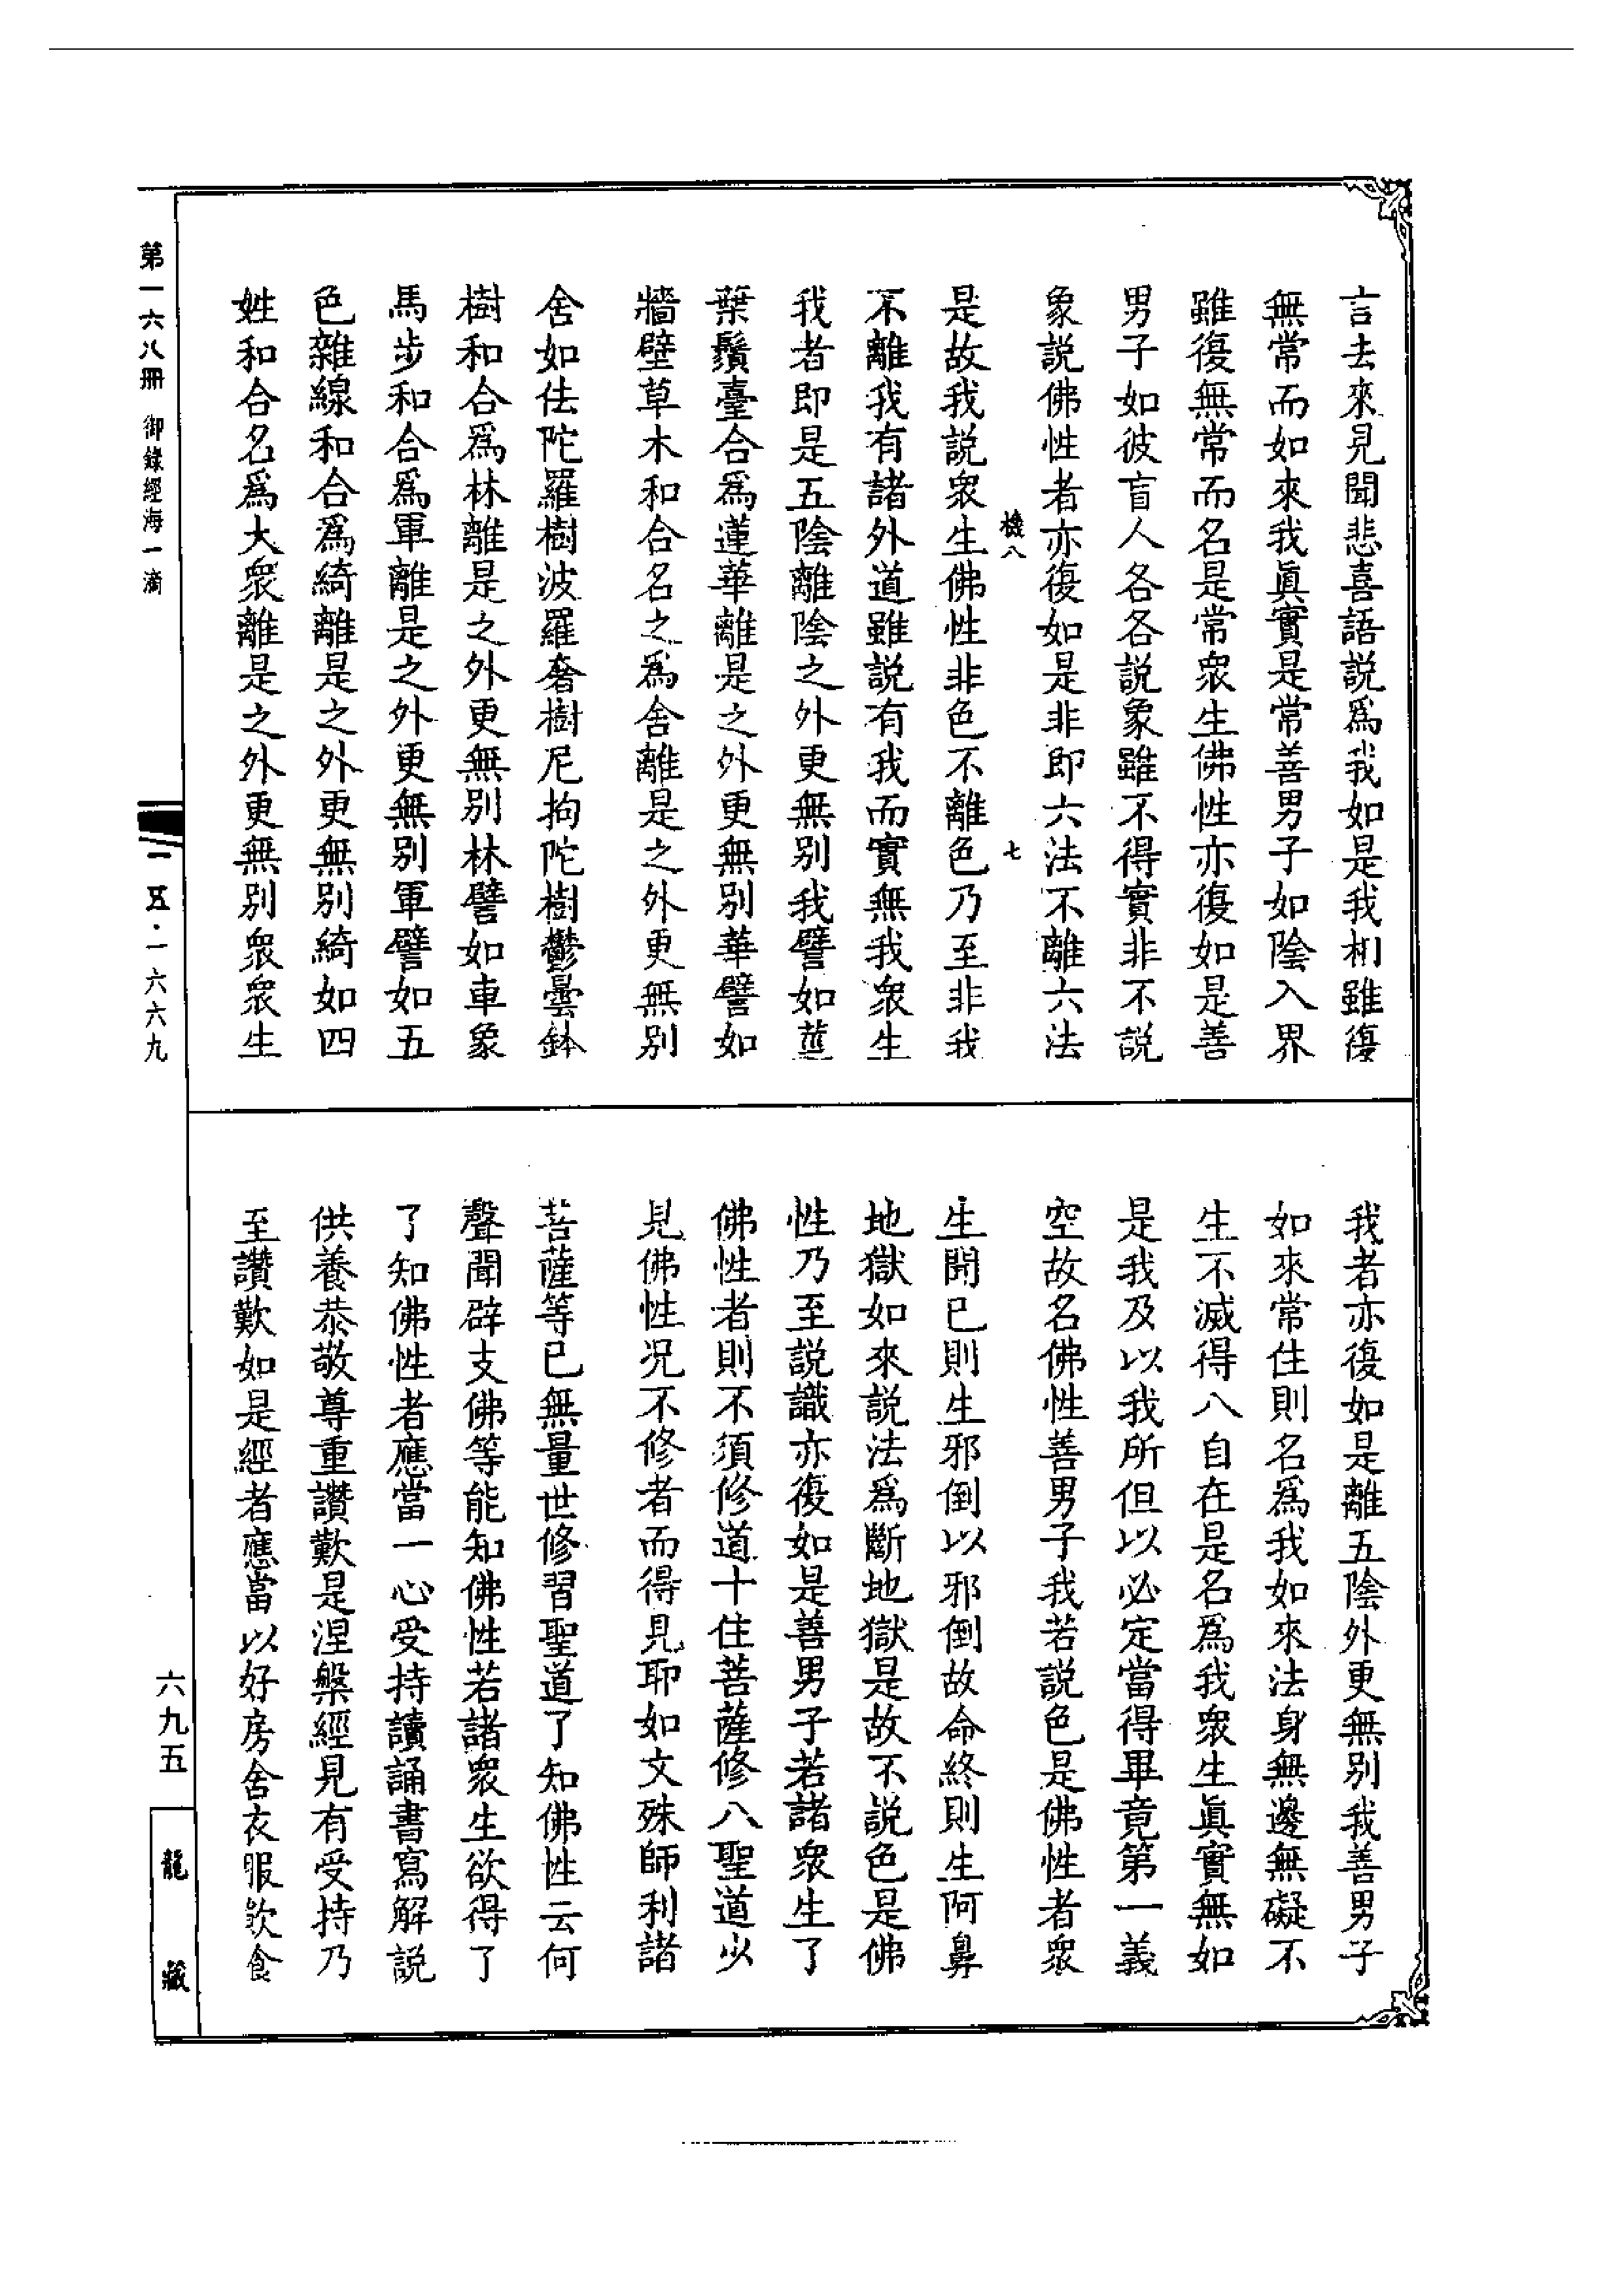 言去來見聞悲喜語説爲我如是我相雖復
無常而如來我眞實是常善男子如陰入界
雖復無常而名是常衆生佛性亦復如是善
男子如彼盲人各各説象雖不得實非不説
象説佛性者亦復如是非即六法不離六法
機八 七
是故我説衆生佛性非色不離色乃至非我
不離我有諸外道雖説有我而實無我衆生
我者即是五陰離陰之外更無別我譬如莖
葉鬚臺合爲蓮華離是之外更無別華譬如
牆壁草木和合名之爲舍離是之外更無別
舍如佉陀羅樹波羅奢樹尼拘陀樹鬱曇鉢
樹和合爲林離是之外更無別林譬如車象
馬步和合爲軍離是之外更無別軍譬如五
色雜線和合爲綺離是之外更無別綺如四
姓和合名爲大衆離是之外更無別衆衆生
我者亦復如是離五陰外更無別我善男子
如來常住則名爲我如來法身無邊無礙不
生不滅得八自在是名爲我衆生眞實無如
是我及以我所但以必定當得畢竟第一義
空故名佛性善男子我若説色是佛性者衆
生聞已則生邪倒以邪倒故命終則生阿鼻
地獄如來説法爲斷地獄是故不説色是佛
性乃至説識亦復如是善男子若諸衆生了
佛性者則不須修道十住菩薩修八聖道少
見佛性況不修者而得見耶如文殊師利諸
菩薩等已無量世修習聖道了知佛性云何
聲聞辟支佛等能知佛性若諸衆生欲得了
了知佛性者應當一心受持讀誦書寫解説
供養恭敬尊重讚歎是涅槃經見有受持乃
至讚歎如是經者應當以好房舍衣服飲食
第一六八冊 御錄經海一滴
一五·一六六九
六九五
龍藏